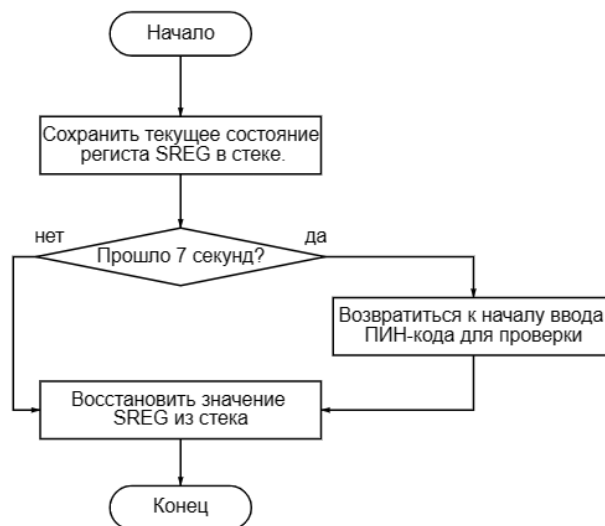 Начало
Сохранить текущее состояние
региста SREG в стеке.
нет
да
Прошло 7 секунд?
Возвратиться к началу ввода
ПИН-кода для проверки
Восстановить значение
SREG из стека
Конец